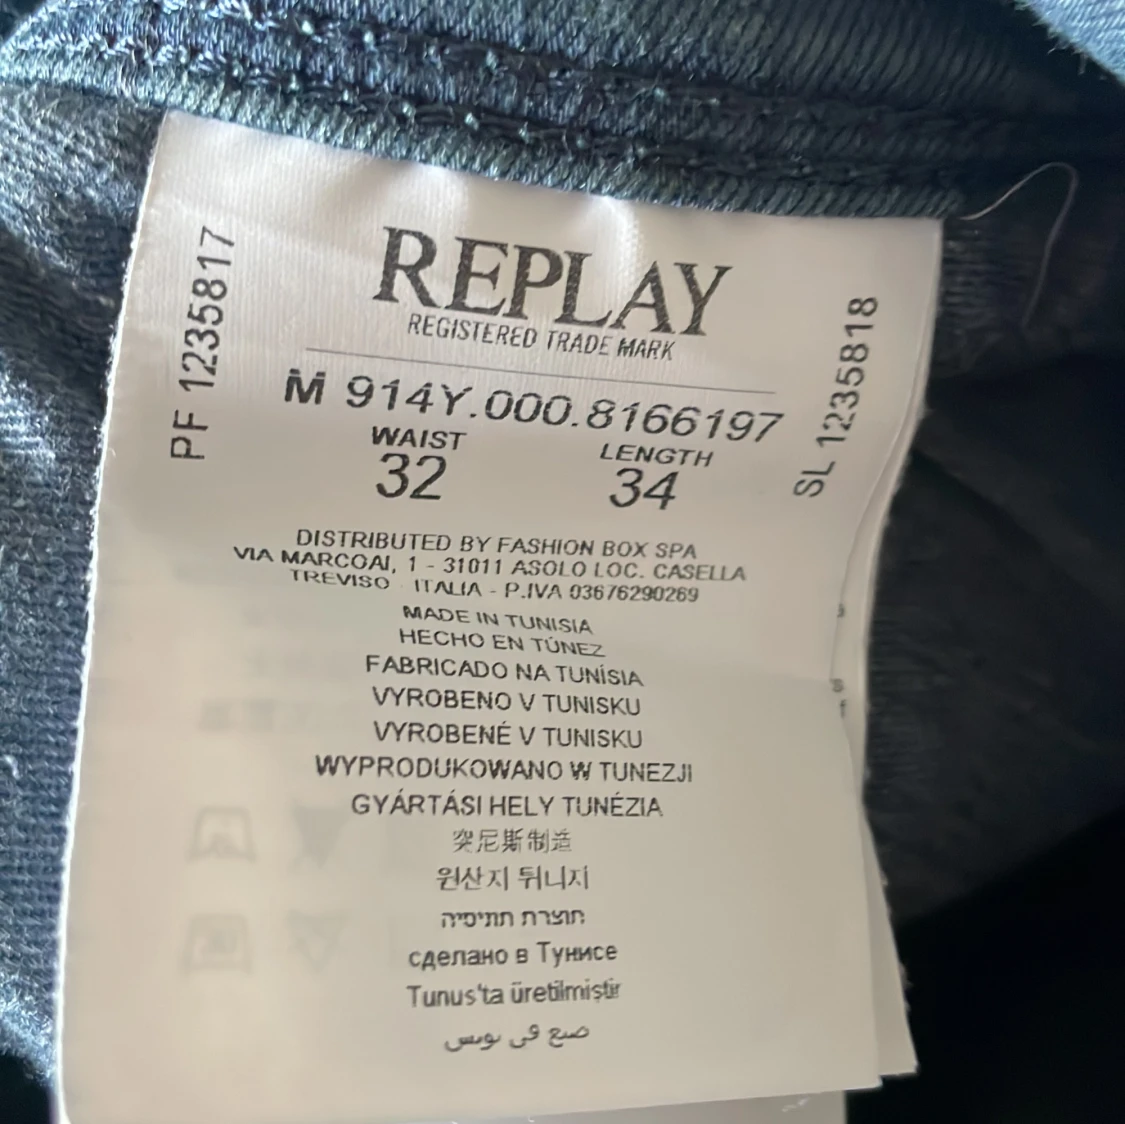 REPLAY
REGISTERED TRADE MARK
PF 1235817
SL 1235818
M 914Y.000.8166197
WAIST LENGTH
32 34
DISTRIBUTED BY FASHION BOX SPA
VIA MARCOAI, 1 - 31011 ASOLO LOC. CASELLA
TREVISO ITALIA - P.IVA 03676290269
MADE IN TUNISIA
HECHO EN TÚNEZ
FABRICADO NA TUNÍSIA
VYROBENO V TUNISKU
VYROBENÉ V TUNISKU
WYPRODUKOWANO W TUNEZJI
GYÁRTÁSI HELY TUNÉZIA
突尼斯制造
원산지 튀니지
תוצרת
сделано в Тунисе
Tunus'ta üretilmiştir
صنع في تونس